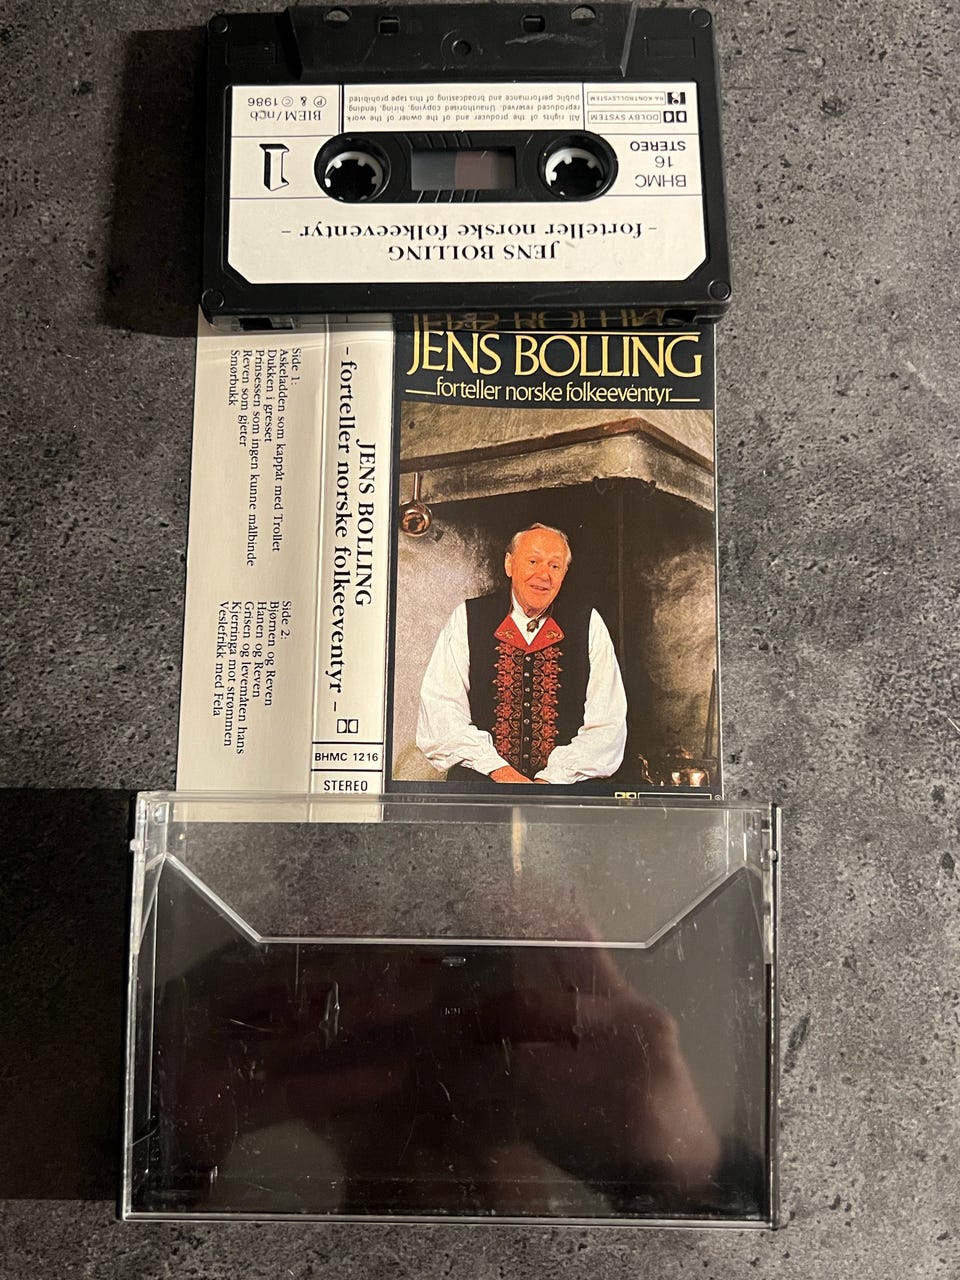 JENS BOLLING
– forteller norske folkeeventyr –
BHMC
16
STEREO
1
BIEM/ncb
℗ & © 1986
DOLBY SYSTEM
HA KONTROLLSYSTEM
All rights of the producer and of the owner of the work
reproduced reserved. Unauthorised copying, hiring, lending
public performance and broadcasting of this tape prohibited
JENS BOLLING
forteller norske folkeeventyr
JENS BOLLING
– forteller norske folkeeventyr –
BHMC 1216
STEREO
Side 1:
Askeladden som kappåt med Trollet
Dukken i gresset
Prinsessen som ingen kunne målbinde
Reven som gjeter
Smørbukk
Side 2:
Bjørnen og Reven
Hanen og Reven
Grisen og levemåten hans
Kjerringa mot strømmen
Veslefrikk med Fela